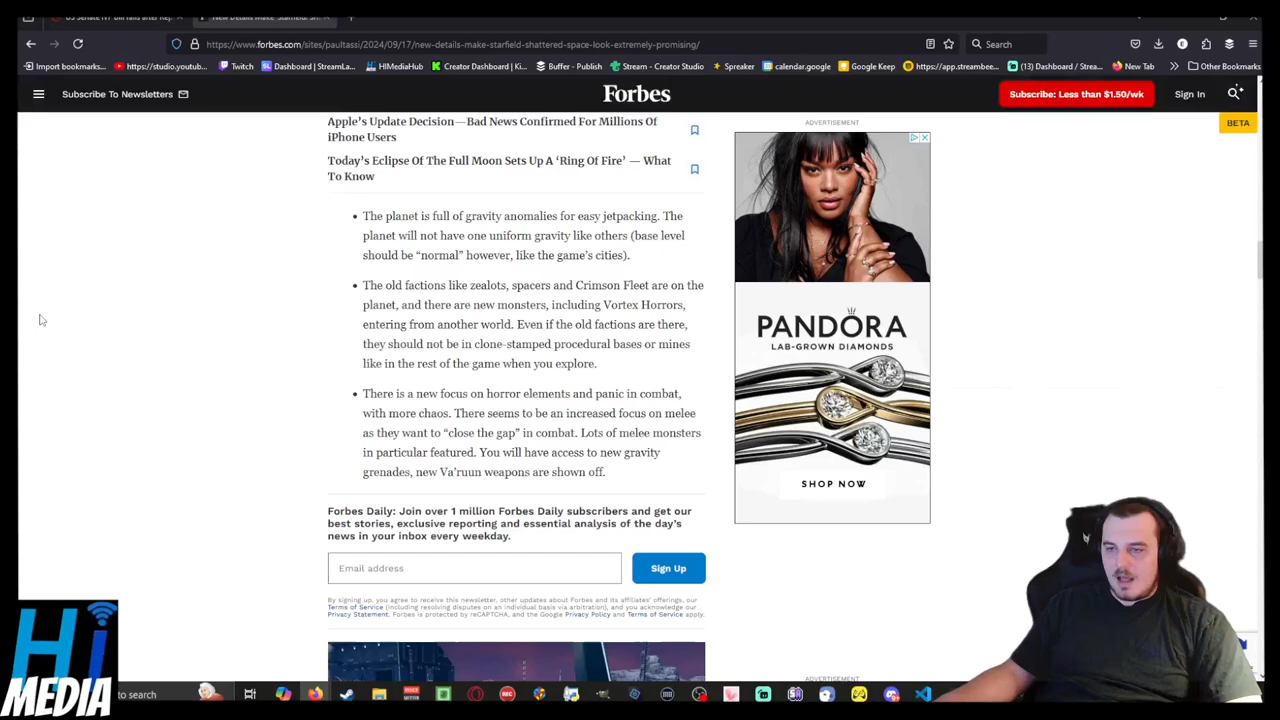 New Details Make 'Starfield: Sh
https://www.forbes.com/sites/paultassi/2024/09/17/new-details-make-starfield-shattered-space-look-extremely-promising/
Search
Import bookmarks...
https://studio.youtub...
Twitch
Dashboard | StreamLa...
HIMediaHub
Creator Dashboard | Ki...
Buffer - Publish
Stream - Creator Studio
Spreaker
calendar.google
Google Keep
https://app.streambee...
(13) Dashboard / Strea...
New Tab
Other Bookmarks
Subscribe To Newsletters
Forbes
Subscribe: Less than $1.50/wk
Sign In
BETA
Apple's Update Decision—Bad News Confirmed For Millions Of
iPhone Users
Today's Eclipse Of The Full Moon Sets Up A 'Ring Of Fire' — What
To Know
• The planet is full of gravity anomalies for easy jetpacking. The
planet will not have one uniform gravity like others (base level
should be "normal" however, like the game's cities).
• The old factions like zealots, spacers and Crimson Fleet are on the
planet, and there are new monsters, including Vortex Horrors,
entering from another world. Even if the old factions are there,
they should not be in clone-stamped procedural bases or mines
like in the rest of the game when you explore.
• There is a new focus on horror elements and panic in combat,
with more chaos. There seems to be an increased focus on melee
as they want to "close the gap" in combat. Lots of melee monsters
in particular featured. You will have access to new gravity
grenades, new Va'ruun weapons are shown off.
Forbes Daily: Join over 1 million Forbes Daily subscribers and get our
best stories, exclusive reporting and essential analysis of the day's
news in your inbox every weekday.
Email address
Sign Up
By signing up, you agree to receive this newsletter, other updates about Forbes and its affiliates' offerings, our
Terms of Service (including resolving disputes on an individual basis via arbitration), and you acknowledge our
Privacy Statement. Forbes is protected by reCAPTCHA, and the Google Privacy Policy and Terms of Service apply.
ADVERTISEMENT
PANDORA
LAB-GROWN DIAMONDS
SHOP NOW
ADVERTISEMENT
Hi
MEDIA
to search
REC